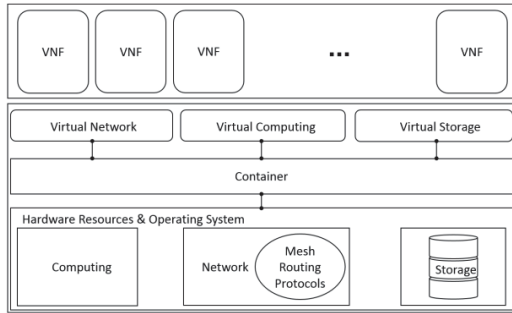 VNF VNF VNF ... VNF
Virtual Network Virtual Computing Virtual Storage
Container
Hardware Resources & Operating System
Computing
Network
Mesh
Routing
Protocols
Storage